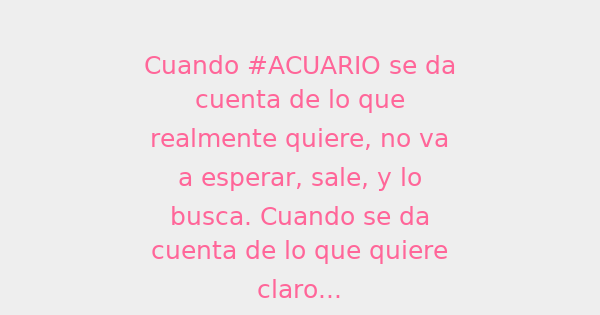 Cuando #ACUARIO se da
cuenta de lo que
realmente quiere, no va
a esperar, sale, y lo
busca. Cuando se da
cuenta de lo que quiere
claro...